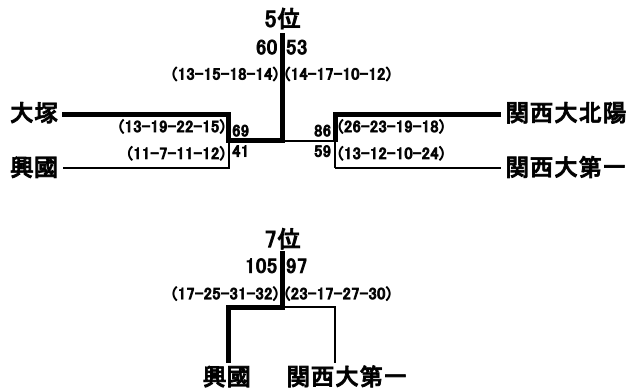 5位
60 53
(13-15-18-14) (14-17-10-12)
大塚 関西大北陽
(13-19-22-15) 69 86 (26-23-19-18)
(11-7-11-12) 41 59 (13-12-10-24)
興國 関西大第一
7位
105 97
(17-25-31-32) (23-17-27-30)
興國 関西大第一